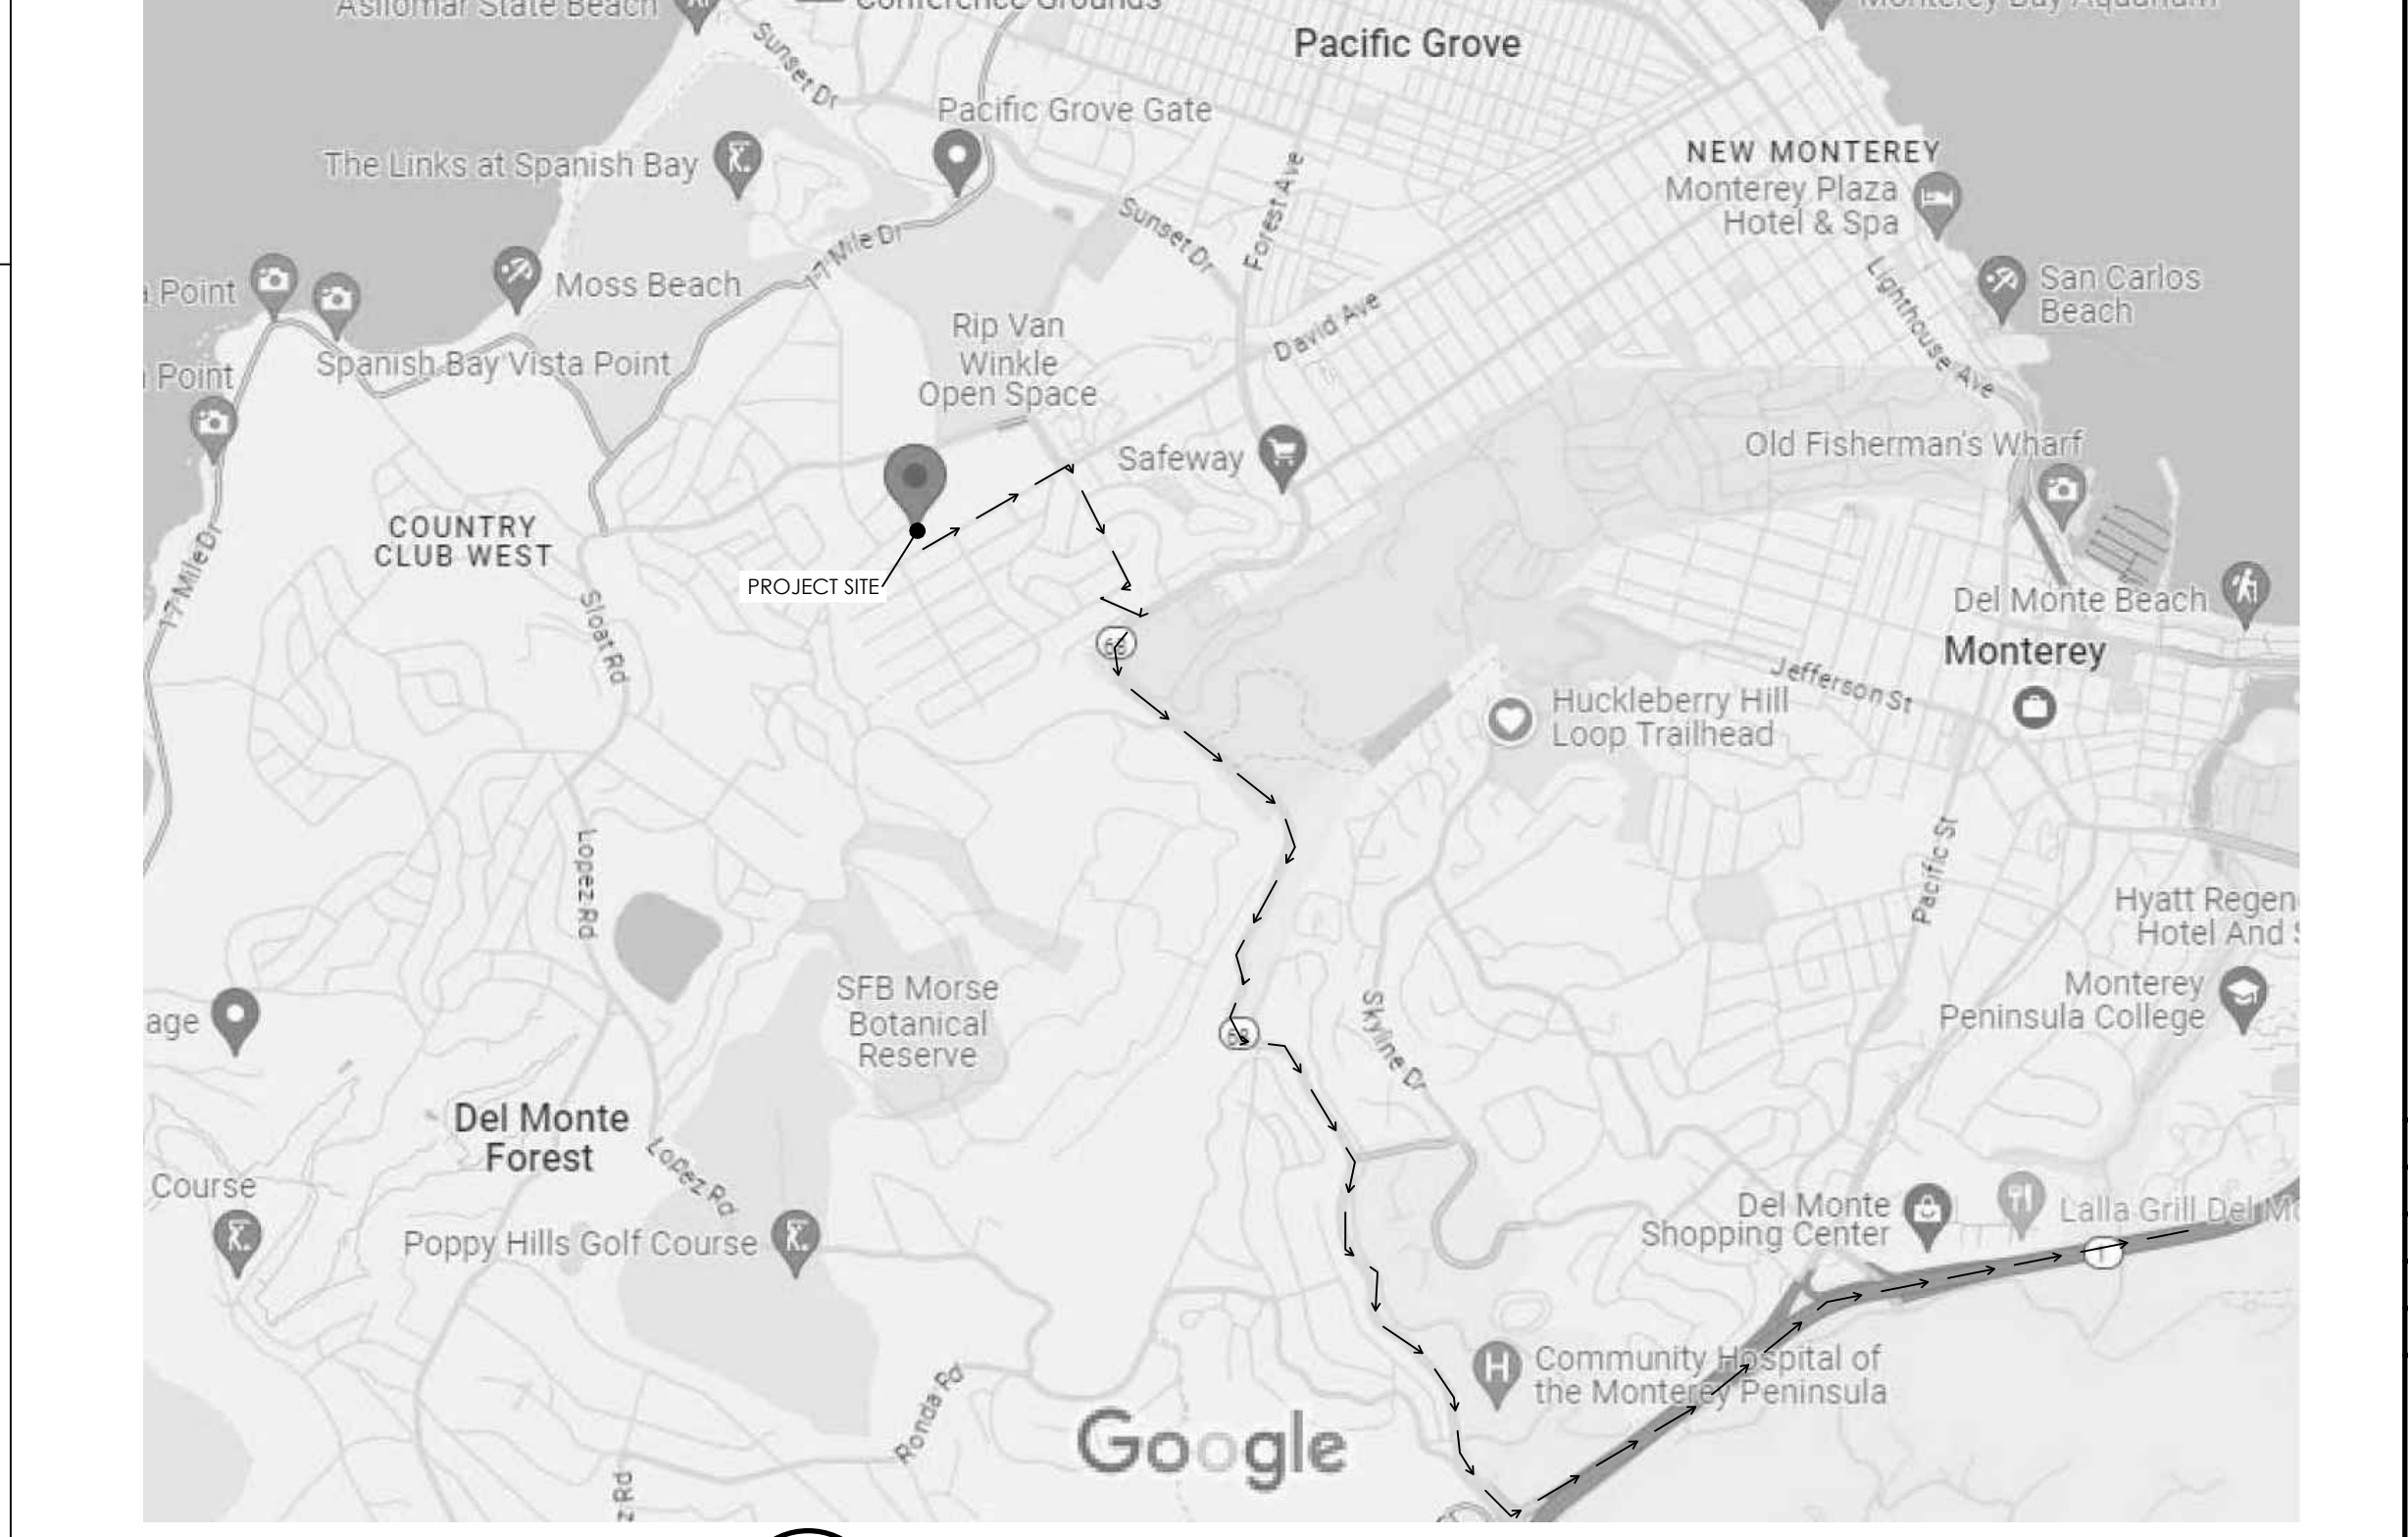 Asilomar State Beach
Conference Grounds
Monterey Bay Aquarium
Pacific Grove
Sunset Dr
Pacific Grove Gate
The Links at Spanish Bay
NEW MONTEREY
Monterey Plaza
Hotel & Spa
Forest Ave
Sunset Dr
17 Mile Dr
a Point
Moss Beach
San Carlos
Beach
Lighthouse Ave
Rip Van
Winkle
Open Space
David Ave
Spanish Bay Vista Point
Point
Safeway
Old Fisherman's Wharf
COUNTRY
CLUB WEST
17 Mile Dr
PROJECT SITE
Sloat Rd
Del Monte Beach
Monterey
68
Jefferson St
Huckleberry Hill
Loop Trailhead
Lopez Rd
Pacific St
Hyatt Regen
Hotel And
SFB Morse
Botanical
Reserve
Monterey
Peninsula College
age
68
Skyline Dr
Del Monte
Forest
Lopez Rd
Course
Poppy Hills Golf Course
Del Monte
Shopping Center
Lalla Grill Del Mo
1
Community Hospital of
the Monterey Peninsula
H
Ronda Rd
Google
z Rd